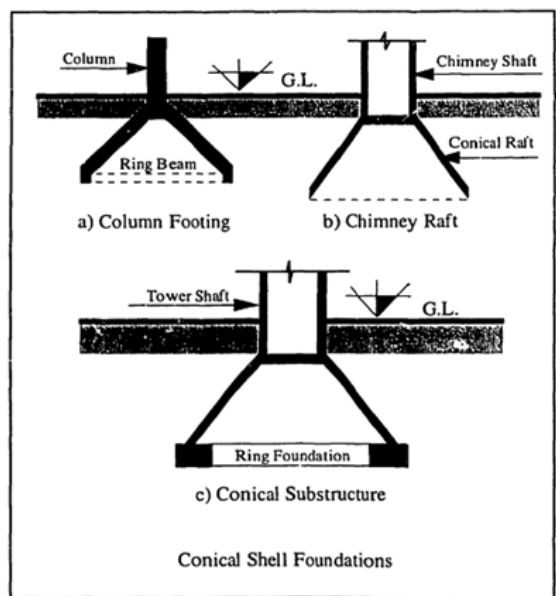 Column
G.L.
Chimney Shaft
Conical Raft
Ring Beam
a) Column Footing
b) Chimney Raft
Tower Shaft
G.L.
Ring Foundation
c) Conical Substructure
Conical Shell Foundations